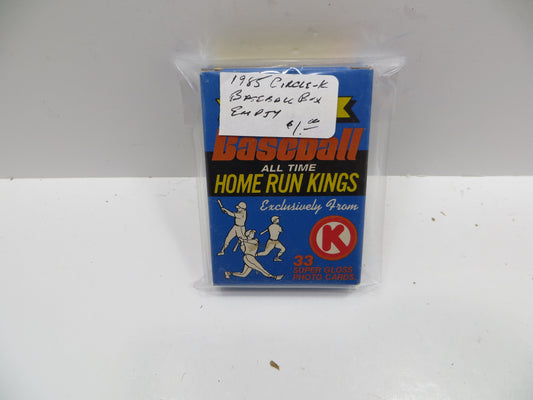 1985 CIRCLE-K
BASEBALL BOX
EMPTY
$1.00
Baseball
ALL TIME
HOME RUN KINGS
Exclusively From
K
33
SUPER GLOSS
PHOTO CARDS